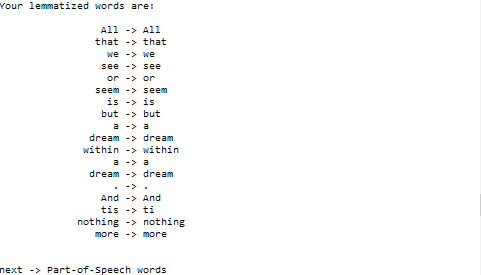 Your lemmatized words are:
All -> All
that -> that
we -> we
see -> see
or -> or
seem -> seem
is -> is
but -> but
a -> a
dream -> dream
within -> within
a -> a
dream -> dream
. -> .
And -> And
tis -> ti
nothing -> nothing
more -> more
next -> Part-of-Speech words